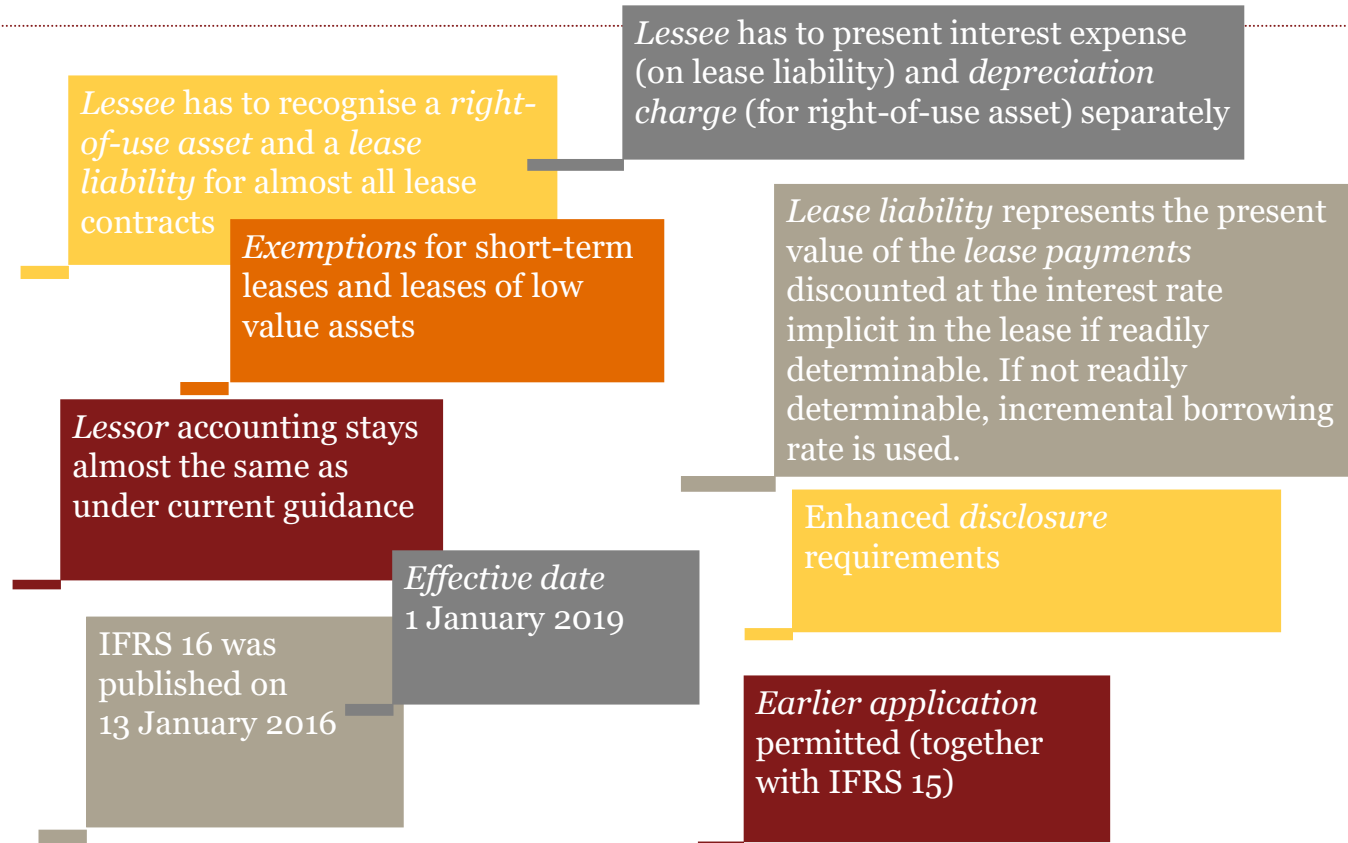 Lessee has to present interest expense
(on lease liability) and depreciation
charge (for right-of-use asset) separately
Lessee has to recognise a right-
of-use asset and a lease
liability for almost all lease
contracts
Exemptions for short-term
leases and leases of low
value assets
Lease liability represents the present
value of the lease payments
discounted at the interest rate
implicit in the lease if readily
determinable. If not readily
determinable, incremental borrowing
rate is used.
Lessor accounting stays
almost the same as
under current guidance
Enhanced disclosure
requirements
Effective date
1 January 2019
IFRS 16 was
published on
13 January 2016
Earlier application
permitted (together
with IFRS 15)